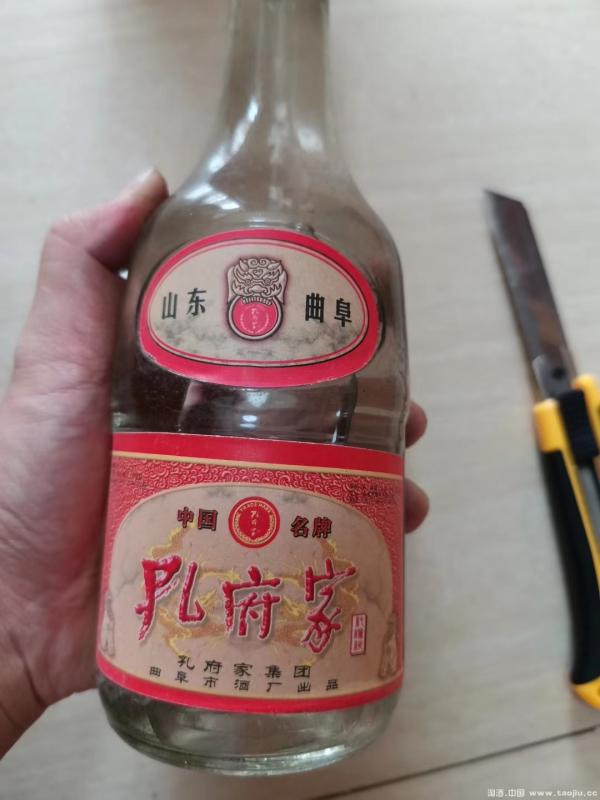 山东 曲阜
中国 名牌
孔府家
孔府家集团
曲阜市酒厂出品
淘酒.中国 www.taojiu.cc